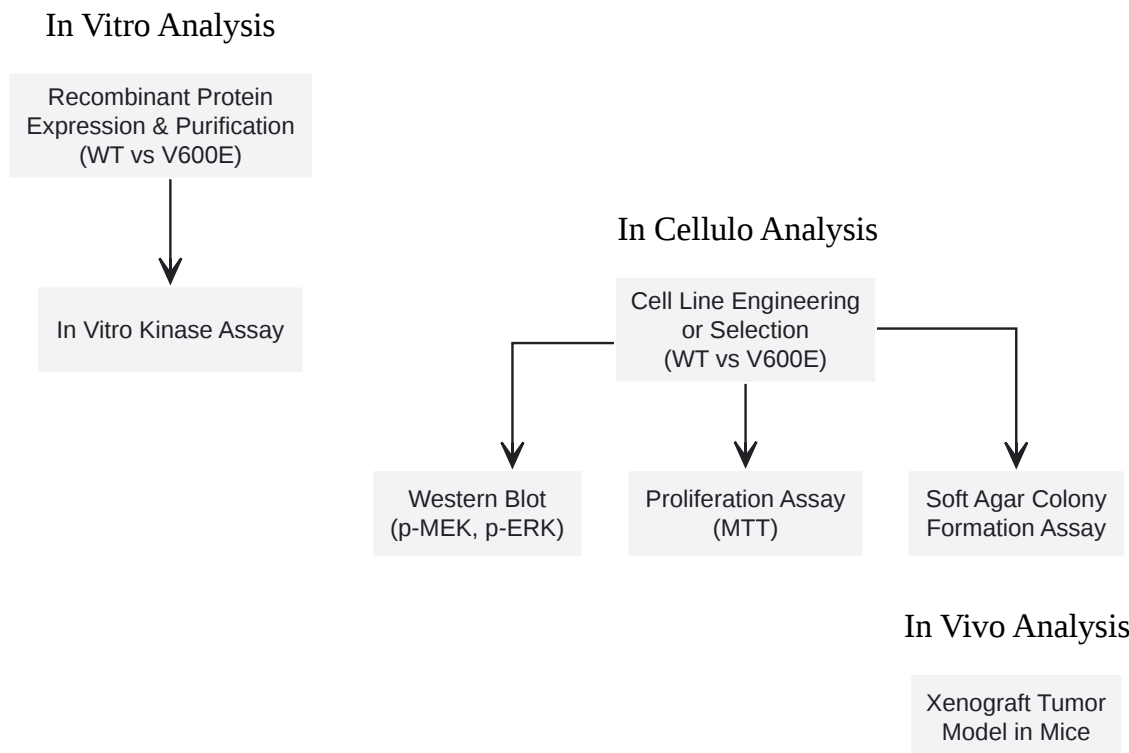 In Vitro Analysis
Recombinant Protein
Expression & Purification
(WT vs V600E)
In Vitro Kinase Assay
In Cellulo Analysis
Cell Line Engineering
or Selection
(WT vs V600E)
Western Blot
(p-MEK, p-ERK)
Proliferation Assay
(MTT)
Soft Agar Colony
Formation Assay
In Vivo Analysis
Xenograft Tumor
Model in Mice